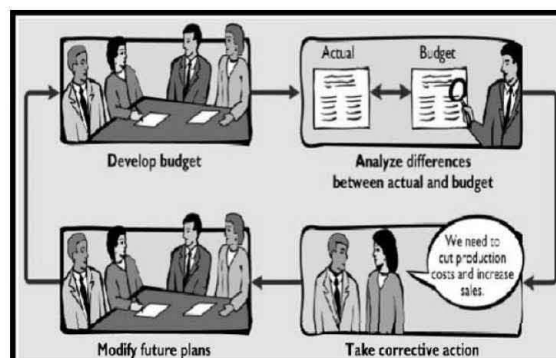 Actual
Budget
Develop budget
Analyze differences
between actual and budget
We need to
cut production
costs and increase
sales.
Modify future plans
Take corrective action